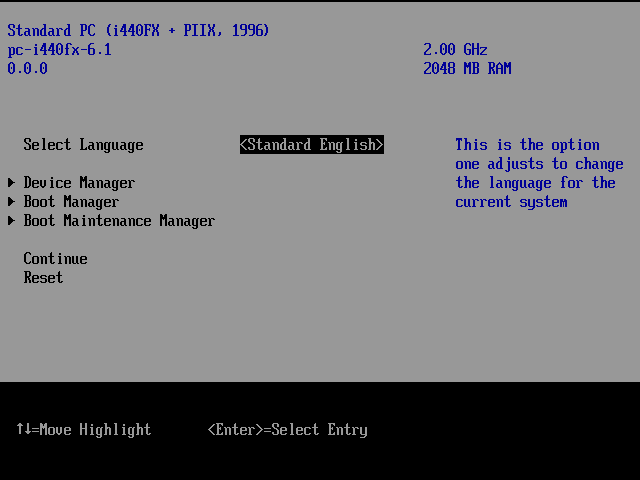 Standard PC (i440FX + PIIX, 1996)
pc-i440fx-6.1 2.00 GHz
0.0.0 2048 MB RAM
Select Language <Standard English> This is the option
one adjusts to change
▶ Device Manager the language for the
▶ Boot Manager current system
▶ Boot Maintenance Manager
Continue
Reset
↑↓=Move Highlight <Enter>=Select Entry